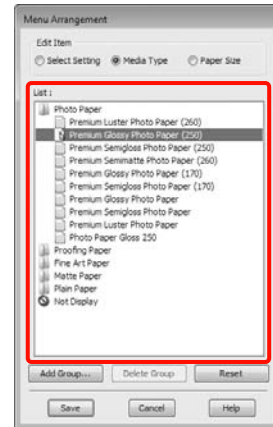 Menu Arrangement
Edit Item
Select Setting Media Type Paper Size
List :
Photo Paper
Premium Luster Photo Paper (260)
Premium Glossy Photo Paper (250)
Premium Semigloss Photo Paper (250)
Premium Semimatte Photo Paper (260)
Premium Glossy Photo Paper (170)
Premium Semigloss Photo Paper (170)
Premium Glossy Photo Paper
Premium Semigloss Photo Paper
Premium Luster Photo Paper
Photo Paper Gloss 250
Proofing Paper
Fine Art Paper
Matte Paper
Plain Paper
Not Display
Add Group... Delete Group Reset
Save Cancel Help